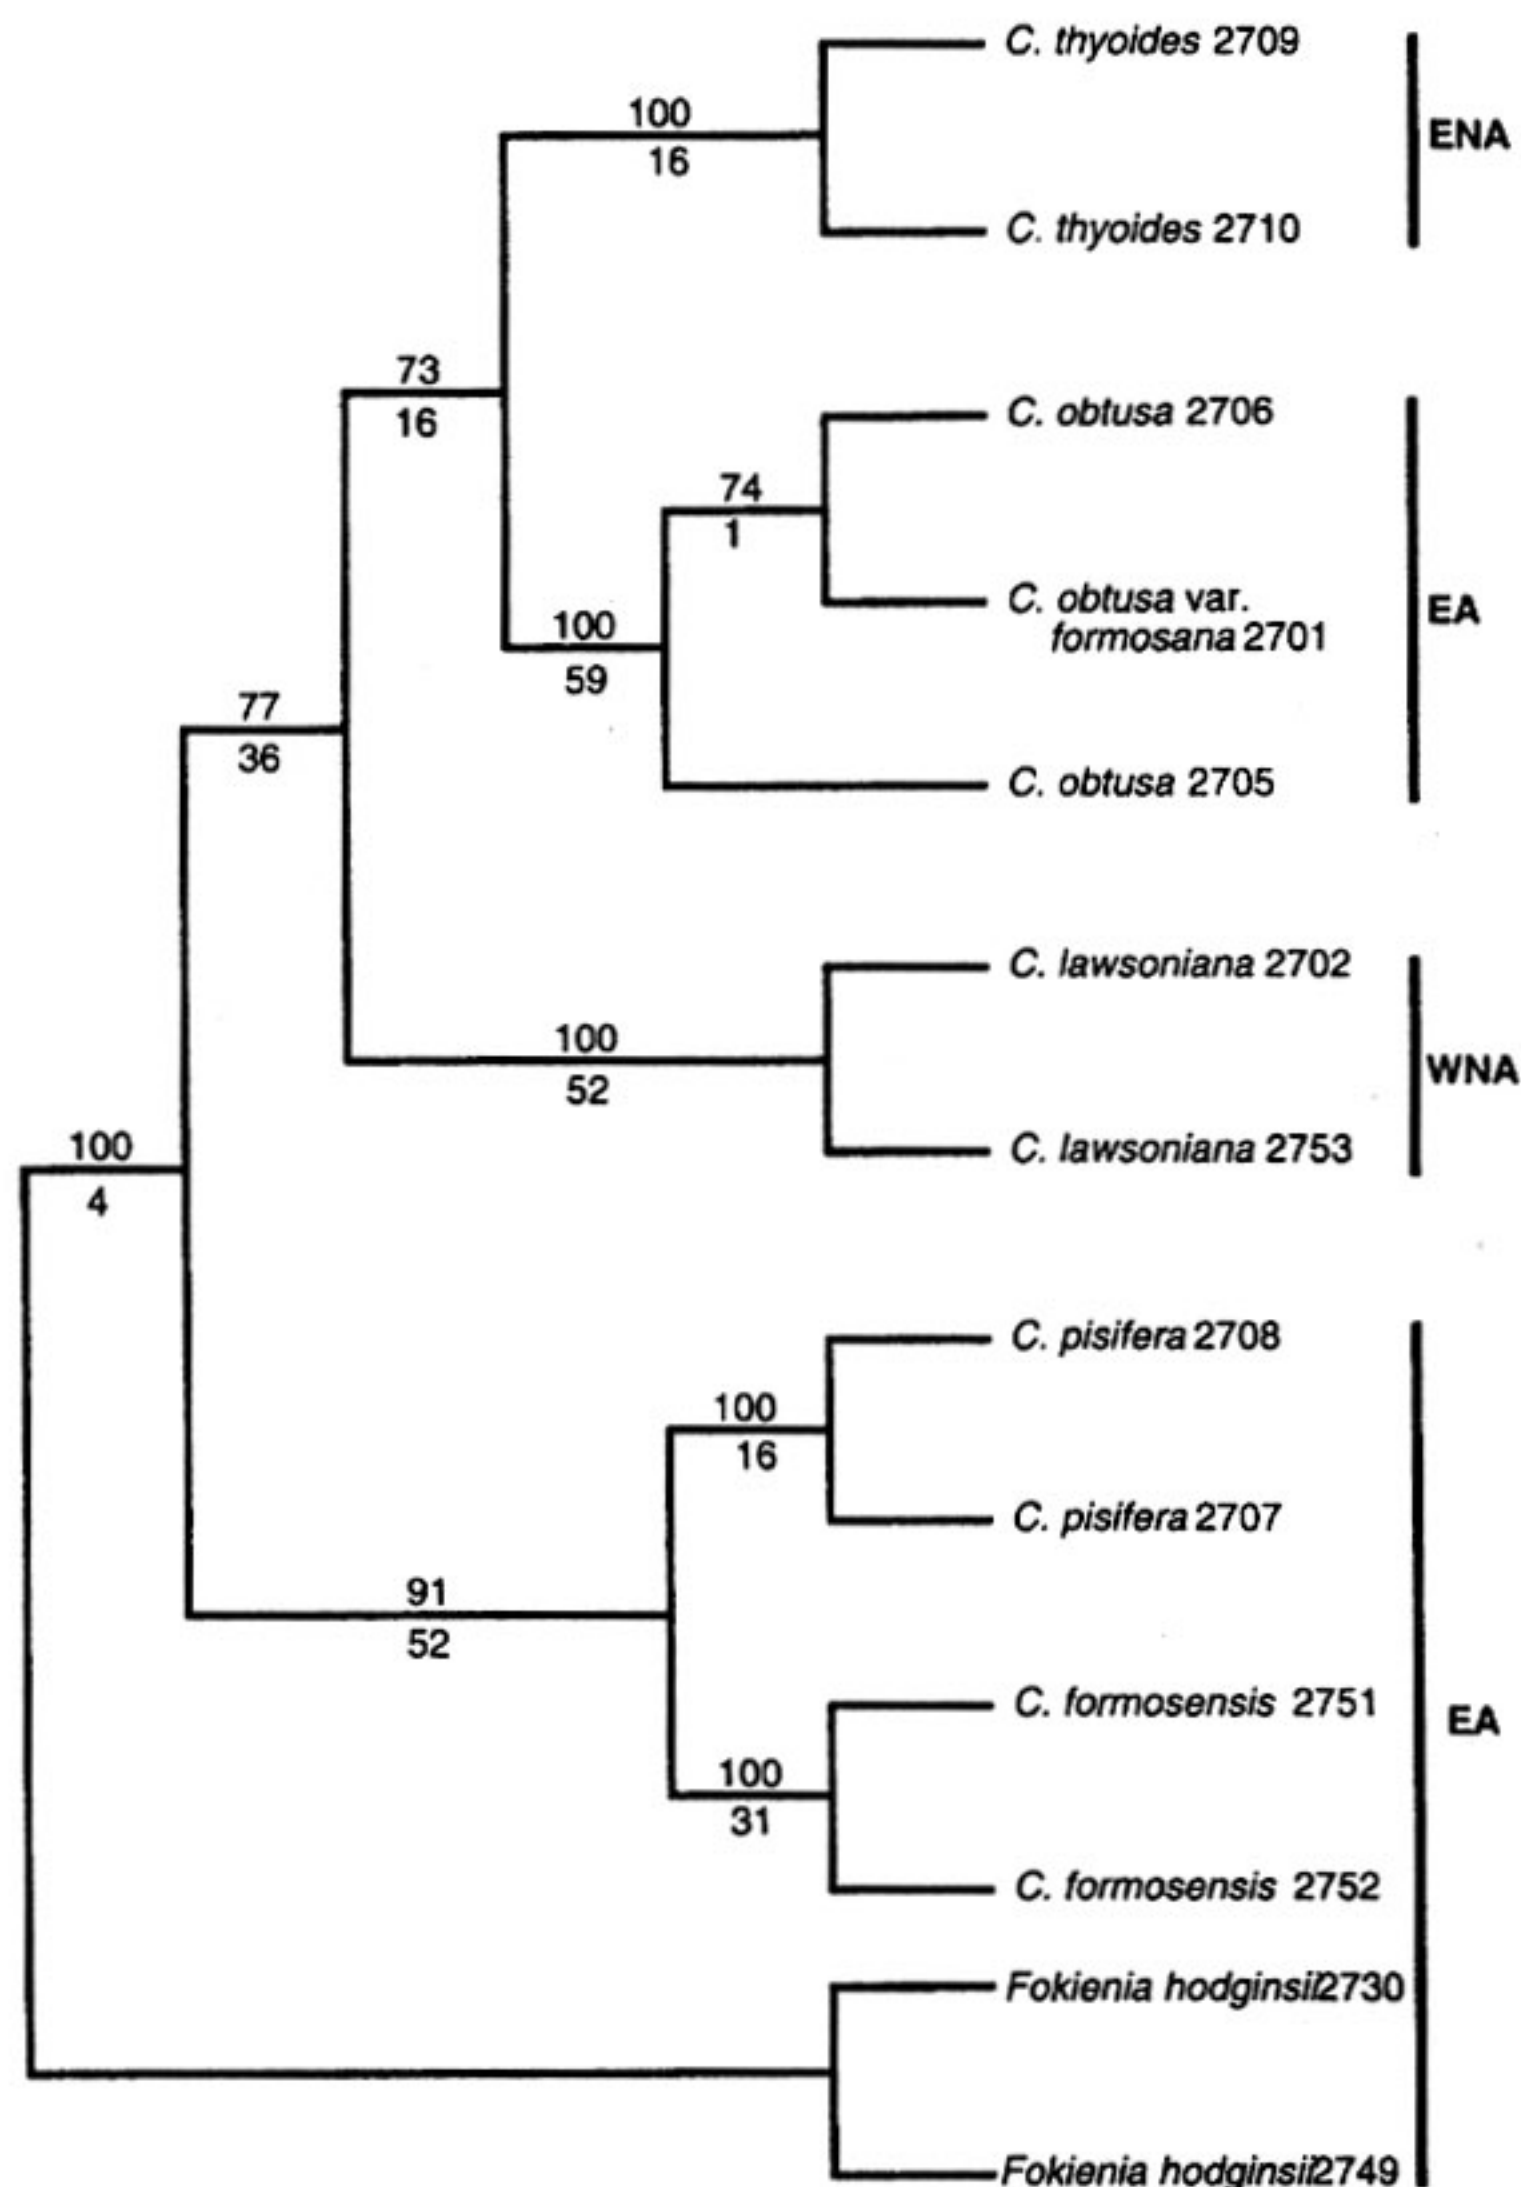 C. thyoides 2709
100
ENA
16
C. thyoides 2710
73
16
C. obtusa 2706
74
1
C. obtusa var.
formosana 2701
EA
100
59
77
36
C. obtusa 2705
C. lawsoniana 2702
100
52
WNA
100
4
C. lawsoniana 2753
C. pisifera 2708
100
16
C. pisifera 2707
91
52
C. formosensis 2751
EA
100
31
C. formosensis 2752
Fokienia hodginsii 2730
Fokienia hodginsii 2749